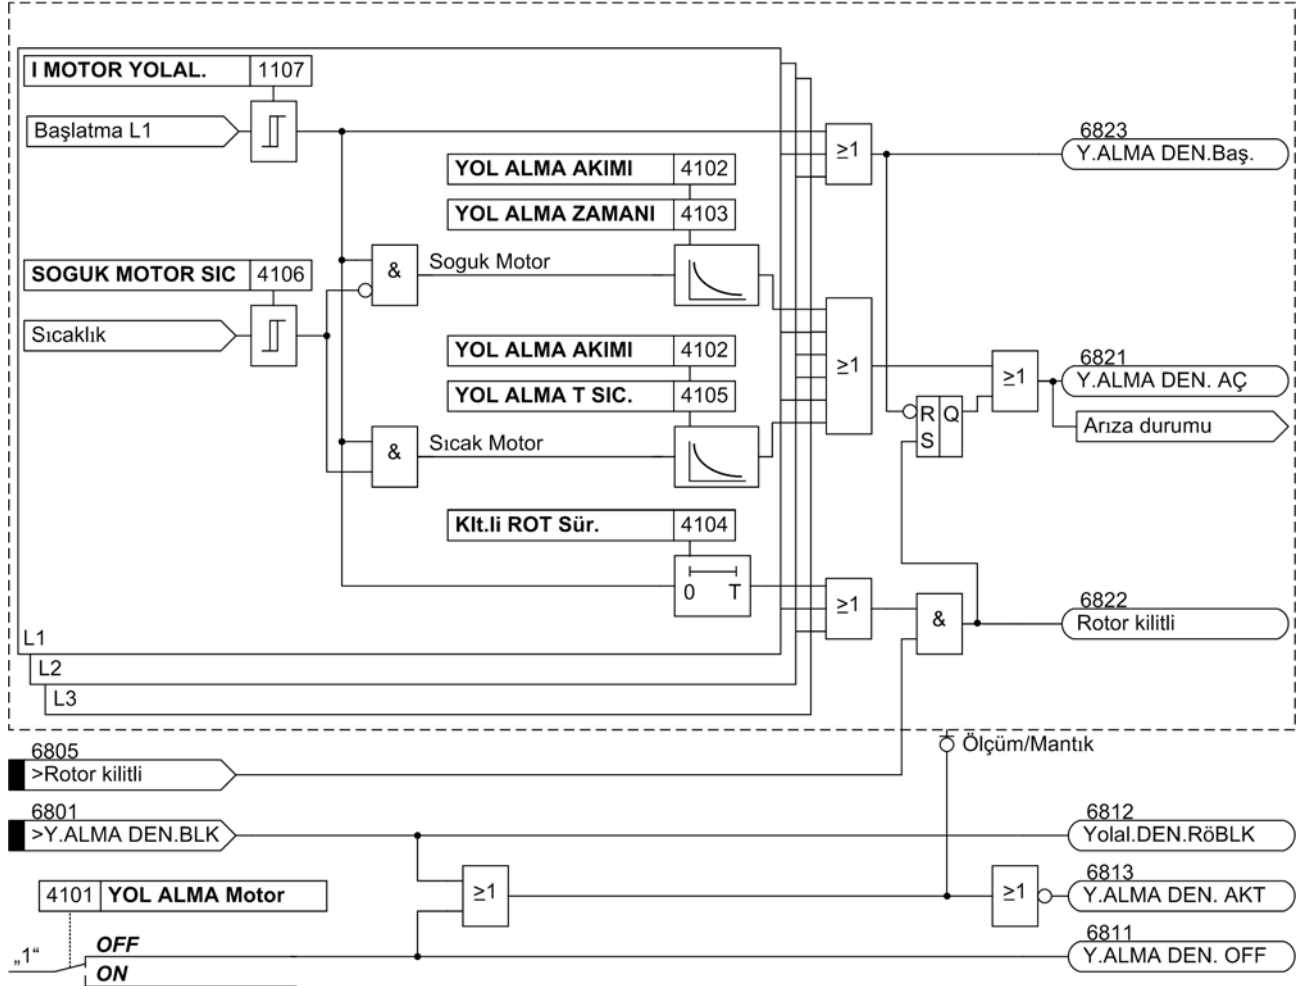 I MOTOR YOLAL. 1107
Başlatma L1
≥1
6823
Y.ALMA DEN.Baş.
YOL ALMA AKIMI 4102
YOL ALMA ZAMANI 4103
SOGUK MOTOR SIC 4106
&
Soguk Motor
Sıcaklık
YOL ALMA AKIMI 4102
YOL ALMA T SIC. 4105
≥1
≥1
6821
Y.ALMA DEN. AÇ
R Q
S
Arıza durumu
&
Sıcak Motor
Klt.li ROT Sür. 4104
0 T
≥1
&
6822
Rotor kilitli
L1
L2
L3
Ölçüm/Mantık
6805
>Rotor kilitli
6801
>Y.ALMA DEN.BLK
6812
Yolal.DEN.RöBLK
4101 YOL ALMA Motor
≥1
≥1
6813
Y.ALMA DEN. AKT
„1“
OFF
ON
6811
Y.ALMA DEN. OFF